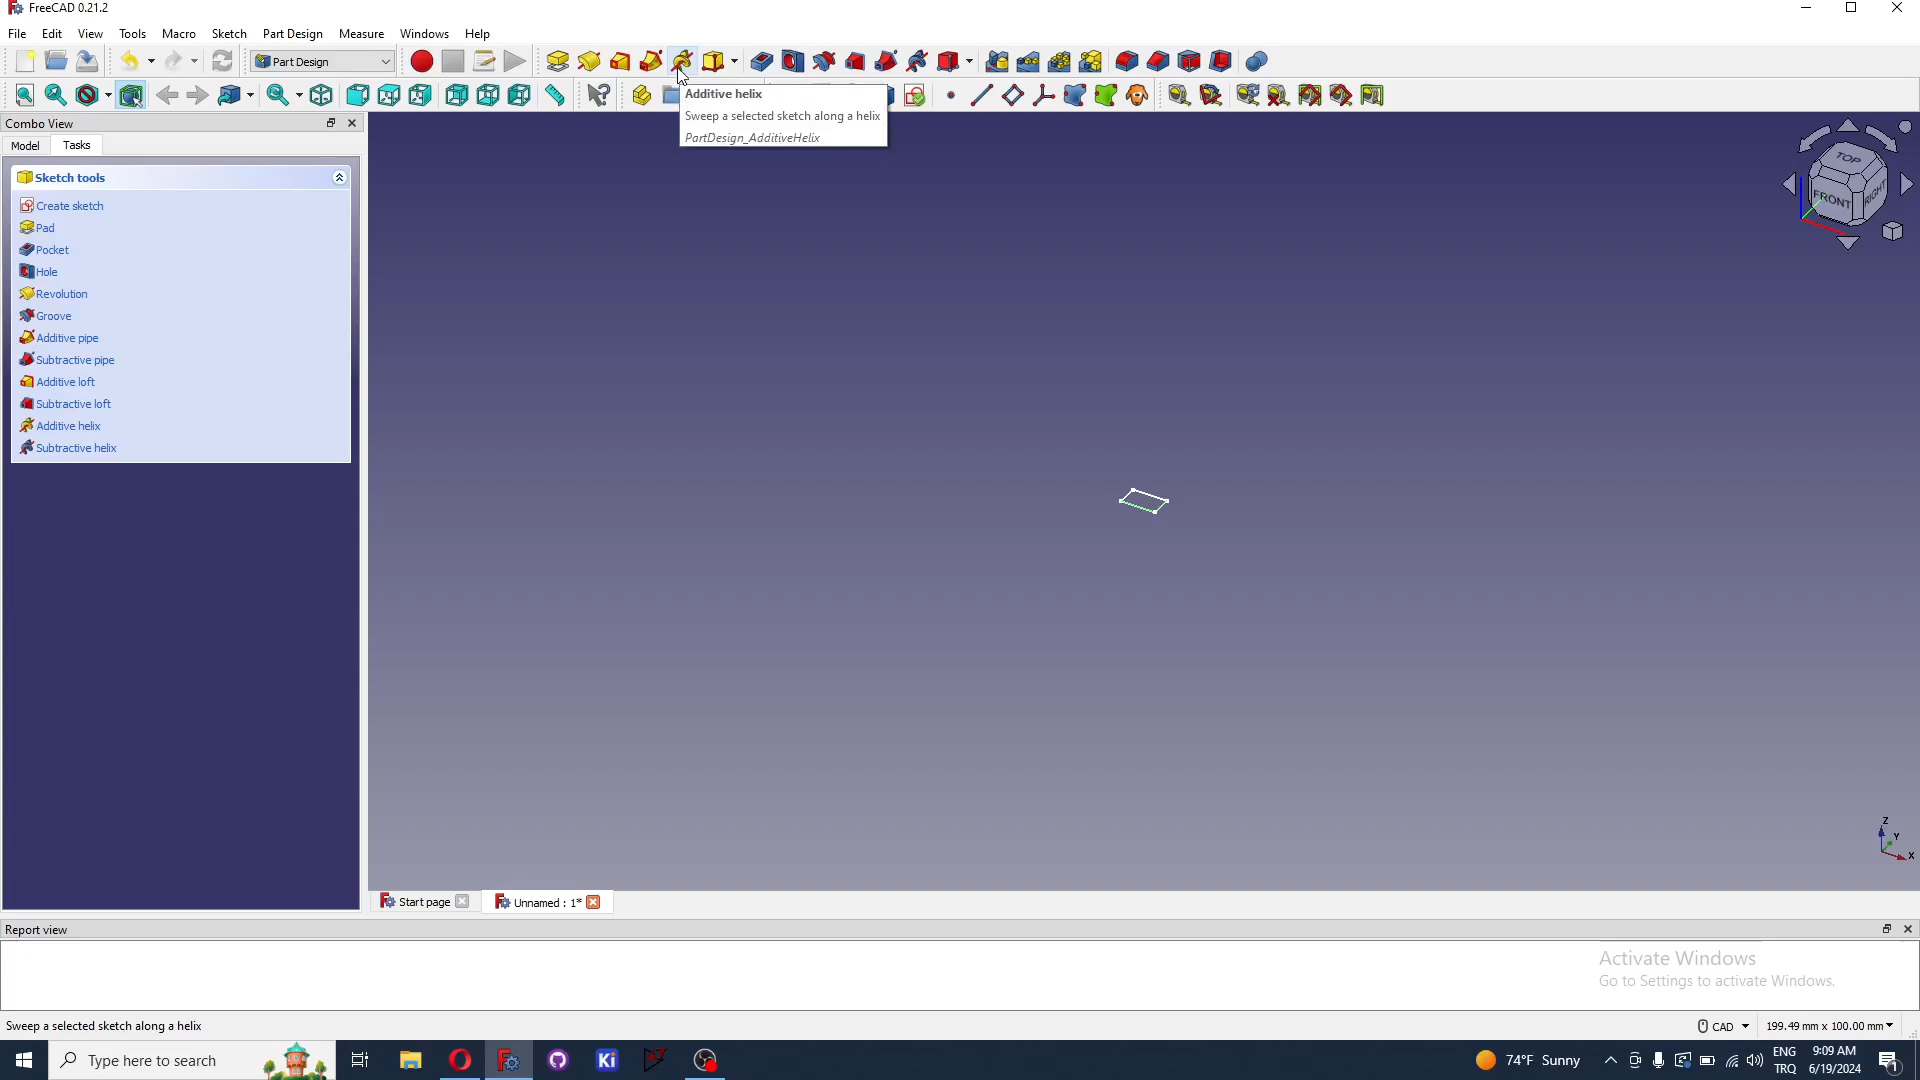 FreeCAD 0.21.2
File Edit View Tools Macro Sketch Part Design Measure Windows Help
Part Design
Additive helix
Sweep a selected sketch along a helix
PartDesign_AdditiveHelix
Combo View
Model Tasks
Sketch tools
Create sketch
Pad
Pocket
Hole
Revolution
Groove
Additive pipe
Subtractive pipe
Additive loft
Subtractive loft
Additive helix
Subtractive helix
TOP
FRONT
RIGHT
Z
Y
X
Start page
Unnamed : 1*
Report view
Activate Windows
Go to Settings to activate Windows.
Sweep a selected sketch along a helix
CAD
199.49 mm x 100.00 mm
Type here to search
Ki
74°F Sunny
ENG
TRQ
9:09 AM
6/19/2024
1